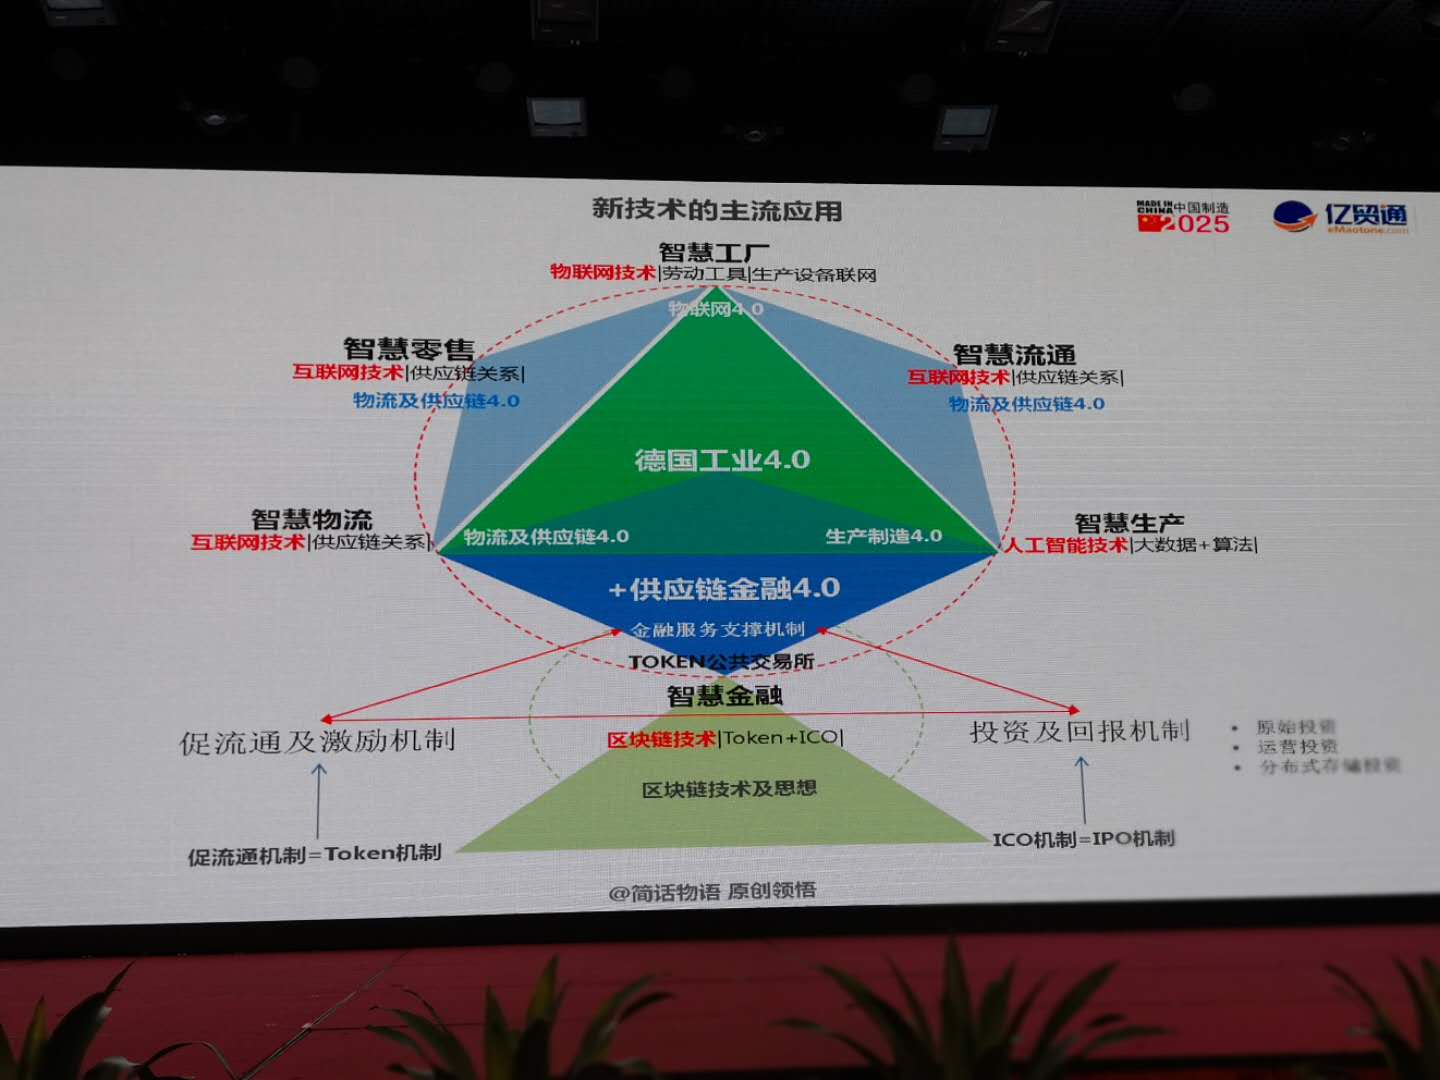 新技术的主流应用
MADE IN CHINA 中国制造
2025
亿贸通
eMaotone.com
智慧工厂
物联网技术|劳动工具|生产设备联网
物联网4.0
智慧零售
互联网技术|供应链关系|
物流及供应链4.0
智慧流通
互联网技术|供应链关系|
物流及供应链4.0
德国工业4.0
智慧物流
互联网技术|供应链关系|
物流及供应链4.0
生产制造4.0
智慧生产
人工智能技术|大数据+算法|
+供应链金融4.0
金融服务支撑机制
TOKEN公共交易所
智慧金融
促流通及激励机制
区块链技术|Token+ICO|
投资及回报机制
• 原始投资
• 运营投资
• 分布式存储投资
区块链技术及思想
促流通机制=Token机制
ICO机制=IPO机制
@简话物语 原创领悟